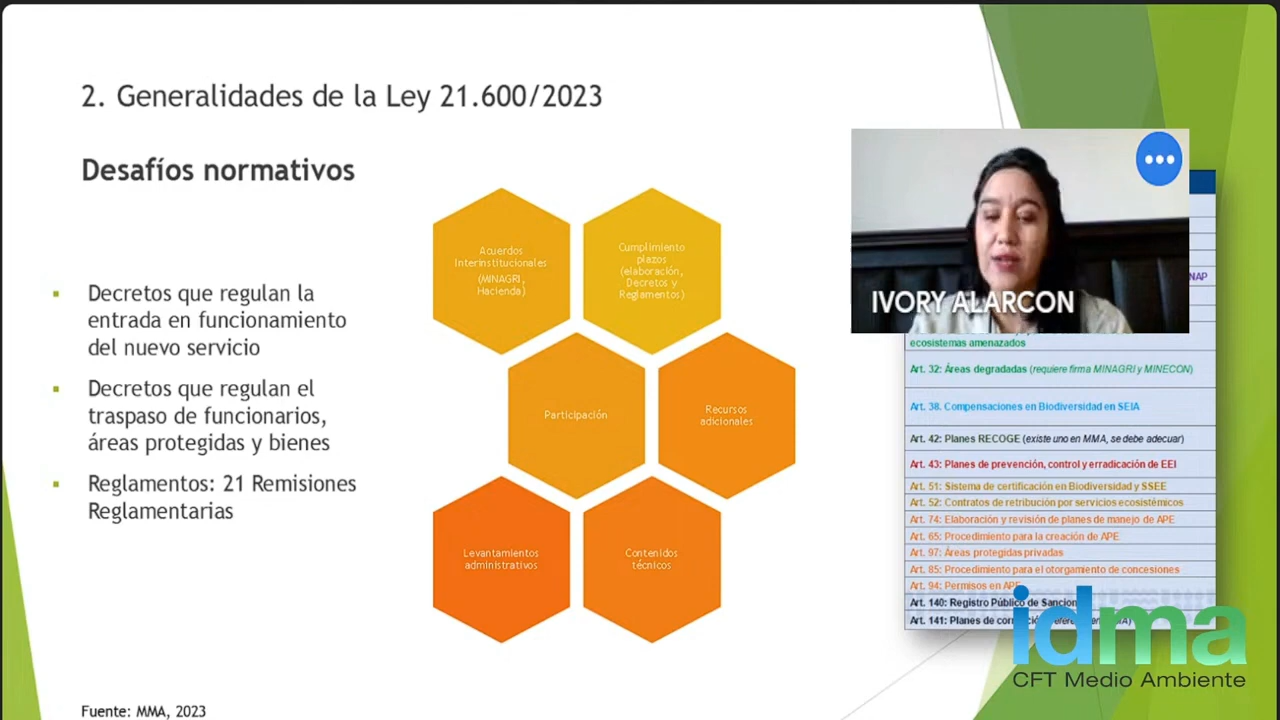 2. Generalidades de la Ley 21.600/2023
Desafíos normativos
Decretos que regulan la
entrada en funcionamiento
del nuevo servicio
Decretos que regulan el
traspaso de funcionarios,
áreas protegidas y bienes
Reglamentos: 21 Remisiones
Reglamentarias
Acuerdos
Interinstitucionales
(MINAGRI,
Hacienda)
Cumplimiento
plazos
(elaboración,
Decretos y
Reglamentos)
Participación
Recursos
adicionales
Levantamientos
administrativos
Contenidos
técnicos
IVORY ALARCON
NAP
ecosistemas amenazados
Art. 32: Áreas degradadas (requiere firma MINAGRI y MINECON)
Art. 38. Compensaciones en Biodiversidad en SEIA
Art. 42: Planes RECOGE (existe uno en MMA, se debe adecuar)
Art. 43: Planes de prevención, control y erradicación de EEI
Art. 51: Sistema de certificación en Biodiversidad y SSEE
Art. 52: Contratos de retribución por servicios ecosistémicos
Art. 74: Elaboración y revisión de planes de manejo de APE
Art. 65: Procedimiento para la creación de APE
Art. 97: Áreas protegidas privadas
Art. 85: Procedimiento para el otorgamiento de concesiones
Art. 94: Permisos en APE
Art. 140: Registro Público de Sancion
Art. 141: Planes de
idma
CFT Medio Ambiente
Fuente: MMA, 2023